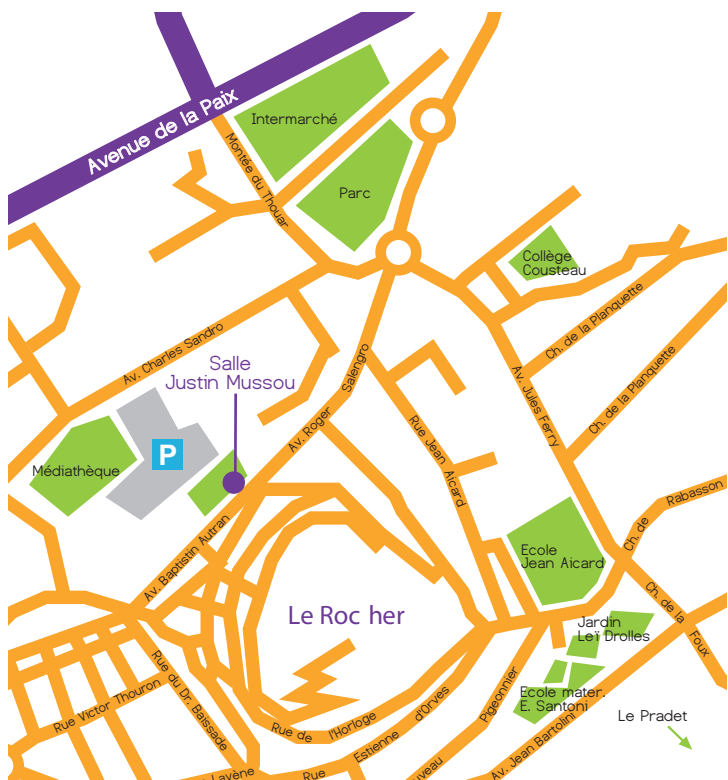 Avenue de la Paix
Intermarché
Montée du Thouar
Parc
Collège
Cousteau
Ch. de la Planquette
Av. Charles Sandro
Salle
Justin Mussou
Salengro
Av. Roger
Av. Jules Ferry
Ch. de la Planquette
Rue Jean Aicard
P
Médiathèque
Rabasson
Ch. de
Av. Baptistin Autran
Ecole
Jean Aicard
Ch. de la Foux
Le Roc her
Jardin
Leï Drolles
Rue du Dr. Baissade
Rue Victor Thouron
Ecole mater.
E. Santoni
Pigeonnier
Rue de l'Horloge
Rue Estienne d'Orves
Av. Jean Bartolini
Le Pradet
Lavène
uveau